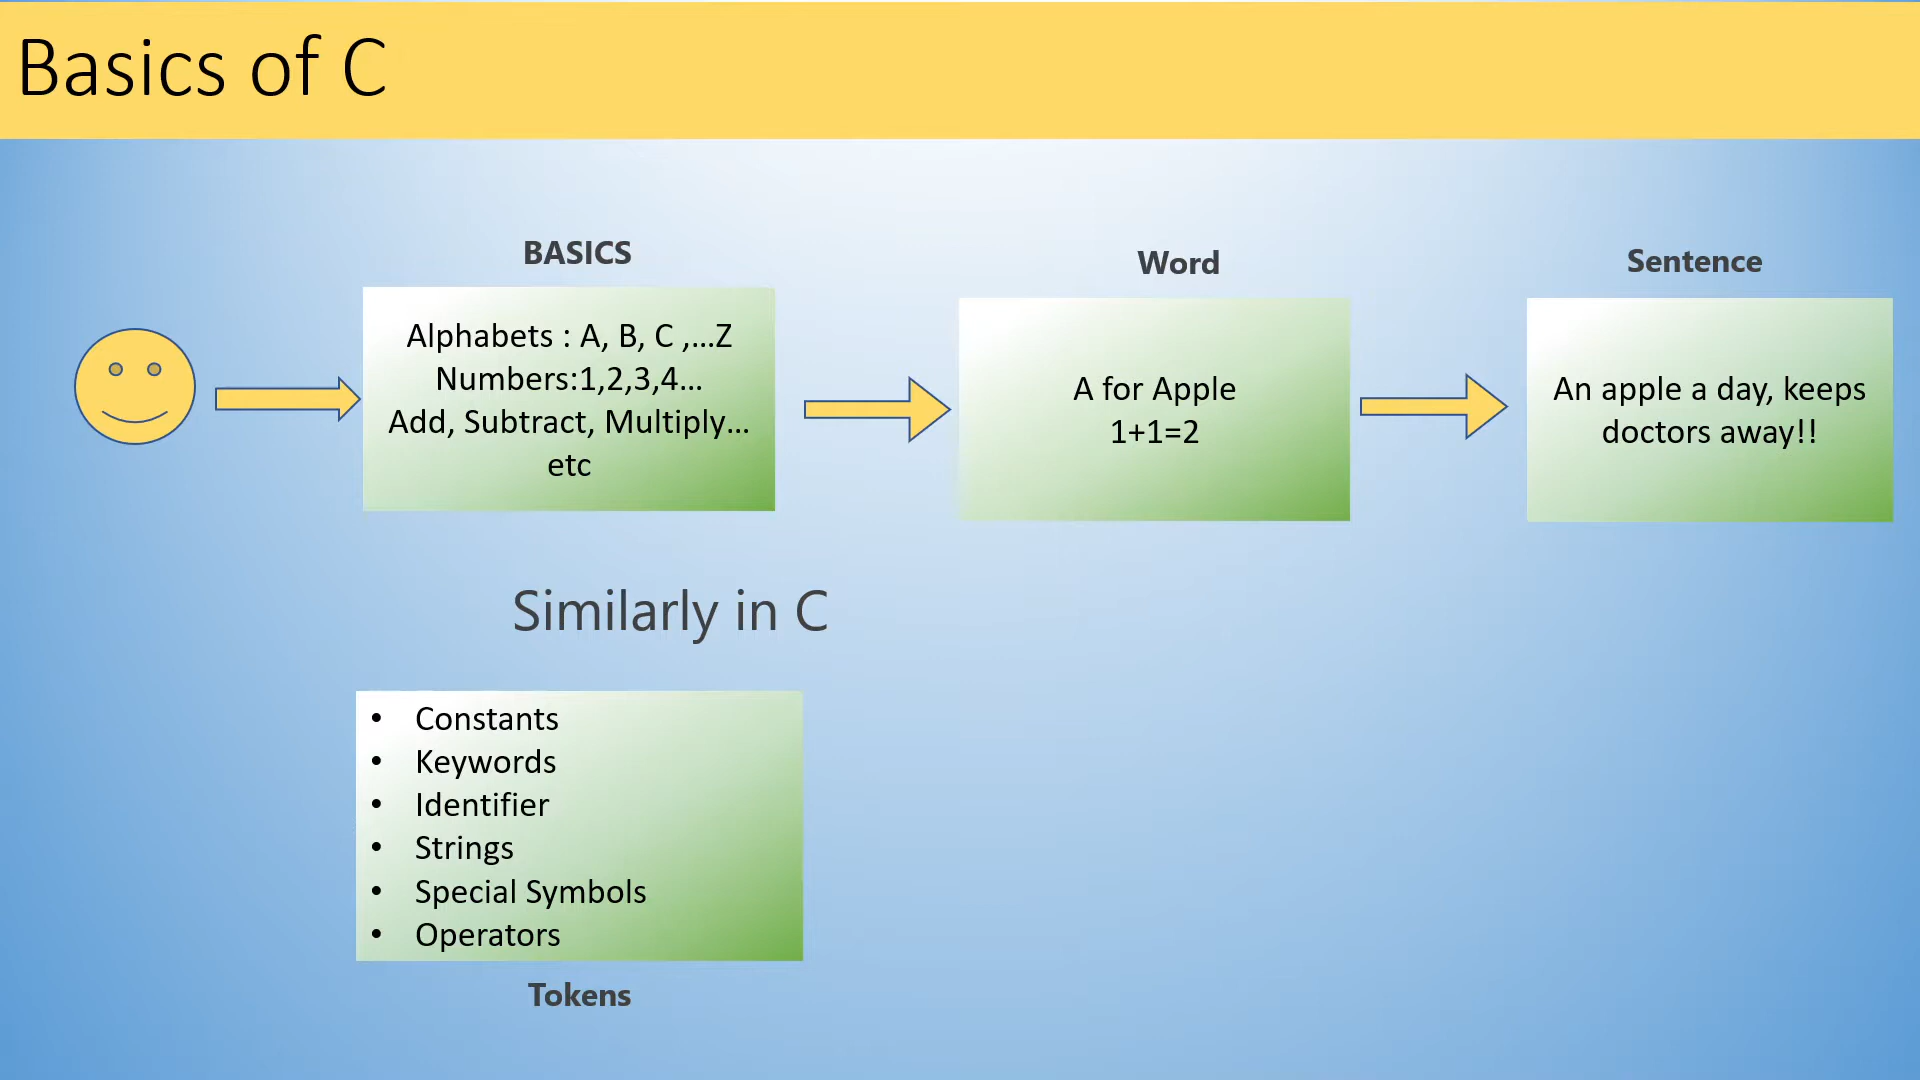 Basics of C
BASICS
Alphabets : A, B, C ,...Z
Numbers:1,2,3,4...
Add, Subtract, Multiply...
etc
Word
A for Apple
1+1=2
Sentence
An apple a day, keeps
doctors away!!
Similarly in C
• Constants
• Keywords
• Identifier
• Strings
• Special Symbols
• Operators
Tokens